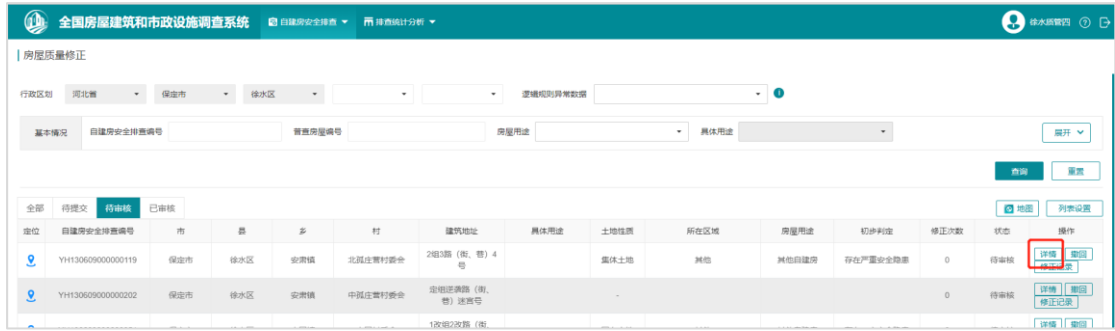 全国房屋建筑和市政设施调查系统 自建房安全排查 排查统计分析 徐水质管四
房屋质量修正
行政区划 河北省 保定市 徐水区 逻辑规则异常数据
基本情况 自建房安全排查编号 普查房屋编号 房屋用途 具体用途 展开
查询 重置
全部 待提交 待审核 已审核 地图 列表设置
定位 自建房安全排查编号 市 县 乡 村 建筑地址 具体用途 土地性质 所在区域 房屋用途 初步判定 修正次数 状态 操作
YH130609000000119 保定市 徐水区 安肃镇 北孤庄营村委会 2组3路（街、巷）4号 集体土地 其他 其他自建房 存在严重安全隐患 0 待审核 详情 撤回 修正记录
YH130609000000202 保定市 徐水区 安肃镇 中孤庄营村委会 定组逆袭路（街、巷）迷宫号 - 0 待审核 详情 撤回 修正记录
1改组2改路（街、 详情 撤回